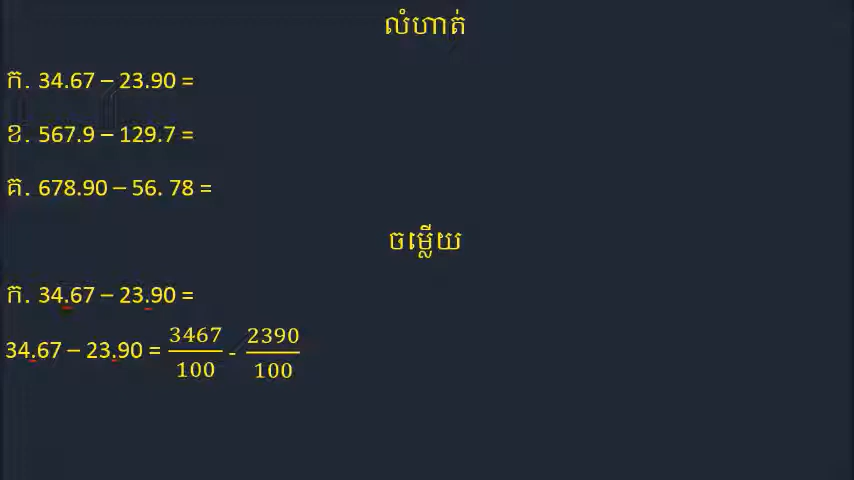 លំហាត់
ក. 34.67 – 23.90 =
ខ. 567.9 – 129.7 =
គ. 678.90 – 56. 78 =
ចម្លើយ
ក. 34.67 – 23.90 =
34.67 – 23.90 = 3467/100 - 2390/100